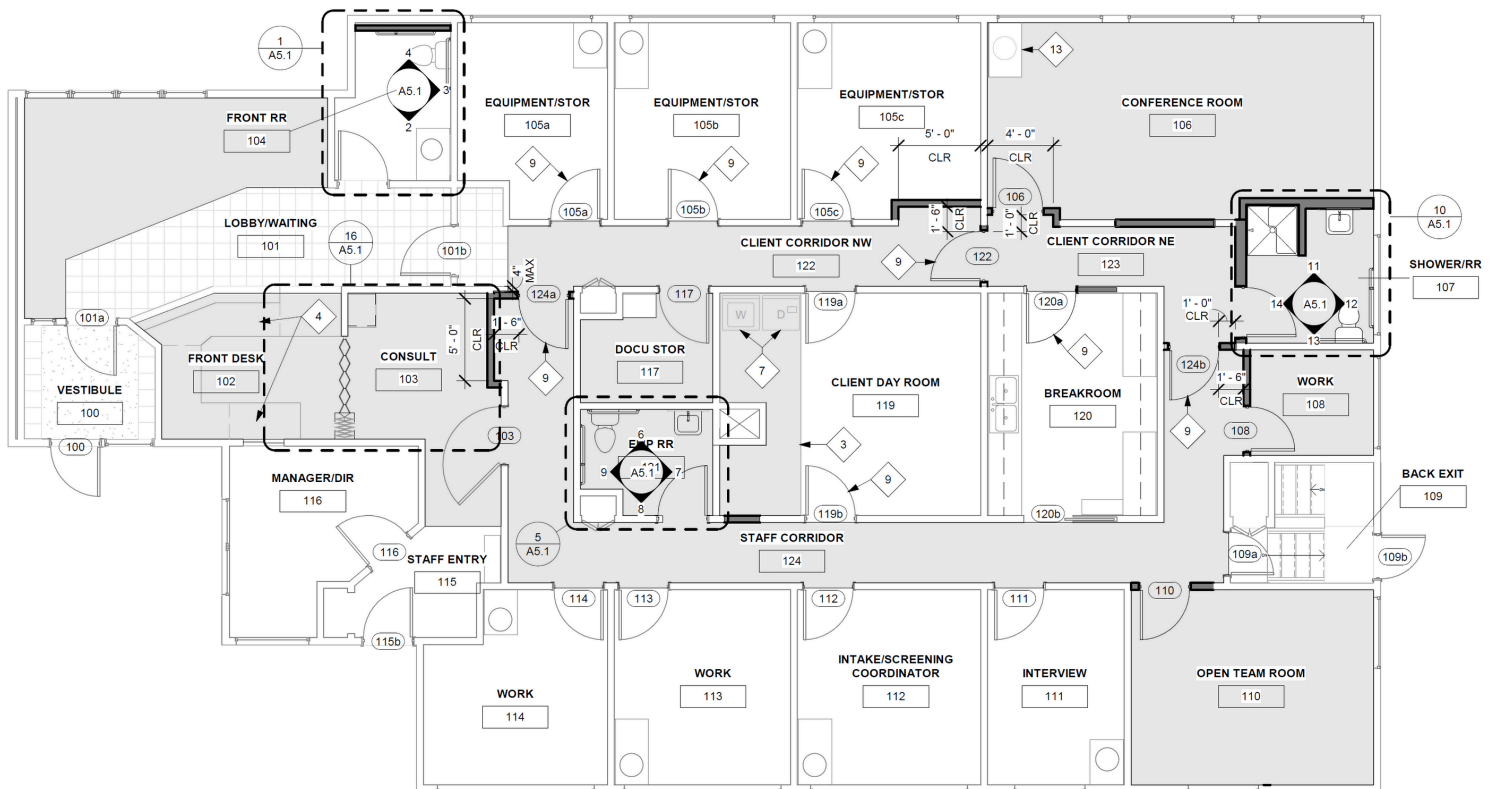 1
A5.1
4
A5.1
3
2
FRONT RR
104
EQUIPMENT/STOR
105a
9
105a
EQUIPMENT/STOR
105b
9
105b
EQUIPMENT/STOR
105c
9
105c
5' - 0"
CLR
4' - 0"
CLR
13
CONFERENCE ROOM
106
106
1' - 6"
CLR
1' - 0"
CLR
10
A5.1
LOBBY/WAITING
101
16
A5.1
101b
CLIENT CORRIDOR NW
122
9
122
CLIENT CORRIDOR NE
123
SHOWER/RR
107
11
14
A5.1
12
13
4"
MAX
124a
117
119a
120a
1' - 0"
CLR
101a
4
5' - 0"
CLR
1' - 6"
CLR
9
W
D
7
9
FRONT DESK
102
CONSULT
103
DOCU STOR
117
CLIENT DAY ROOM
119
BREAKROOM
120
124b
1' - 6"
CLR
9
WORK
108
108
VESTIBULE
100
100
103
EMP RR
6
9
A5.1
7
8
3
9
119b
120b
BACK EXIT
109
109a
109b
MANAGER/DIR
116
116
STAFF ENTRY
115
115b
5
A5.1
STAFF CORRIDOR
124
114
113
112
111
110
WORK
114
WORK
113
INTAKE/SCREENING
COORDINATOR
112
INTERVIEW
111
OPEN TEAM ROOM
110